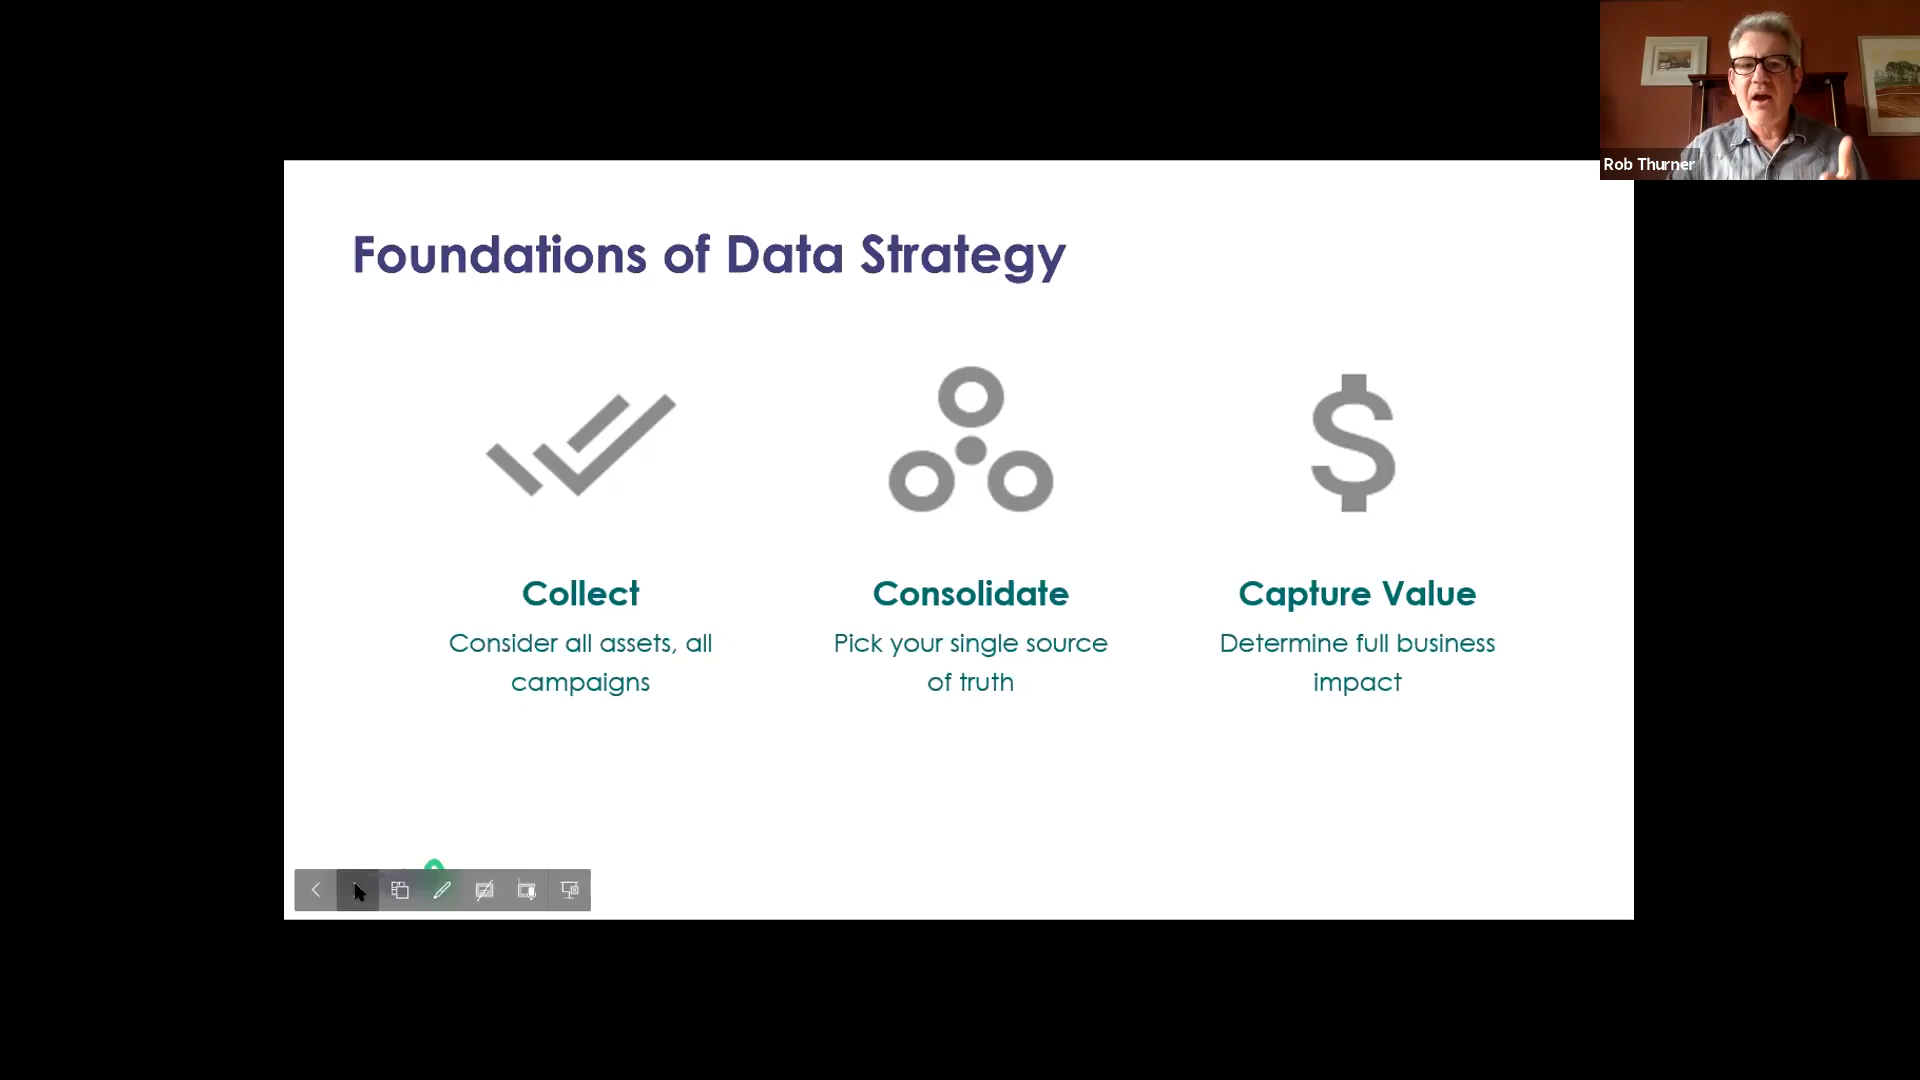 Rob Thurner
Foundations of Data Strategy
Collect
Consider all assets, all
campaigns
Consolidate
Pick your single source
of truth
Capture Value
Determine full business
impact